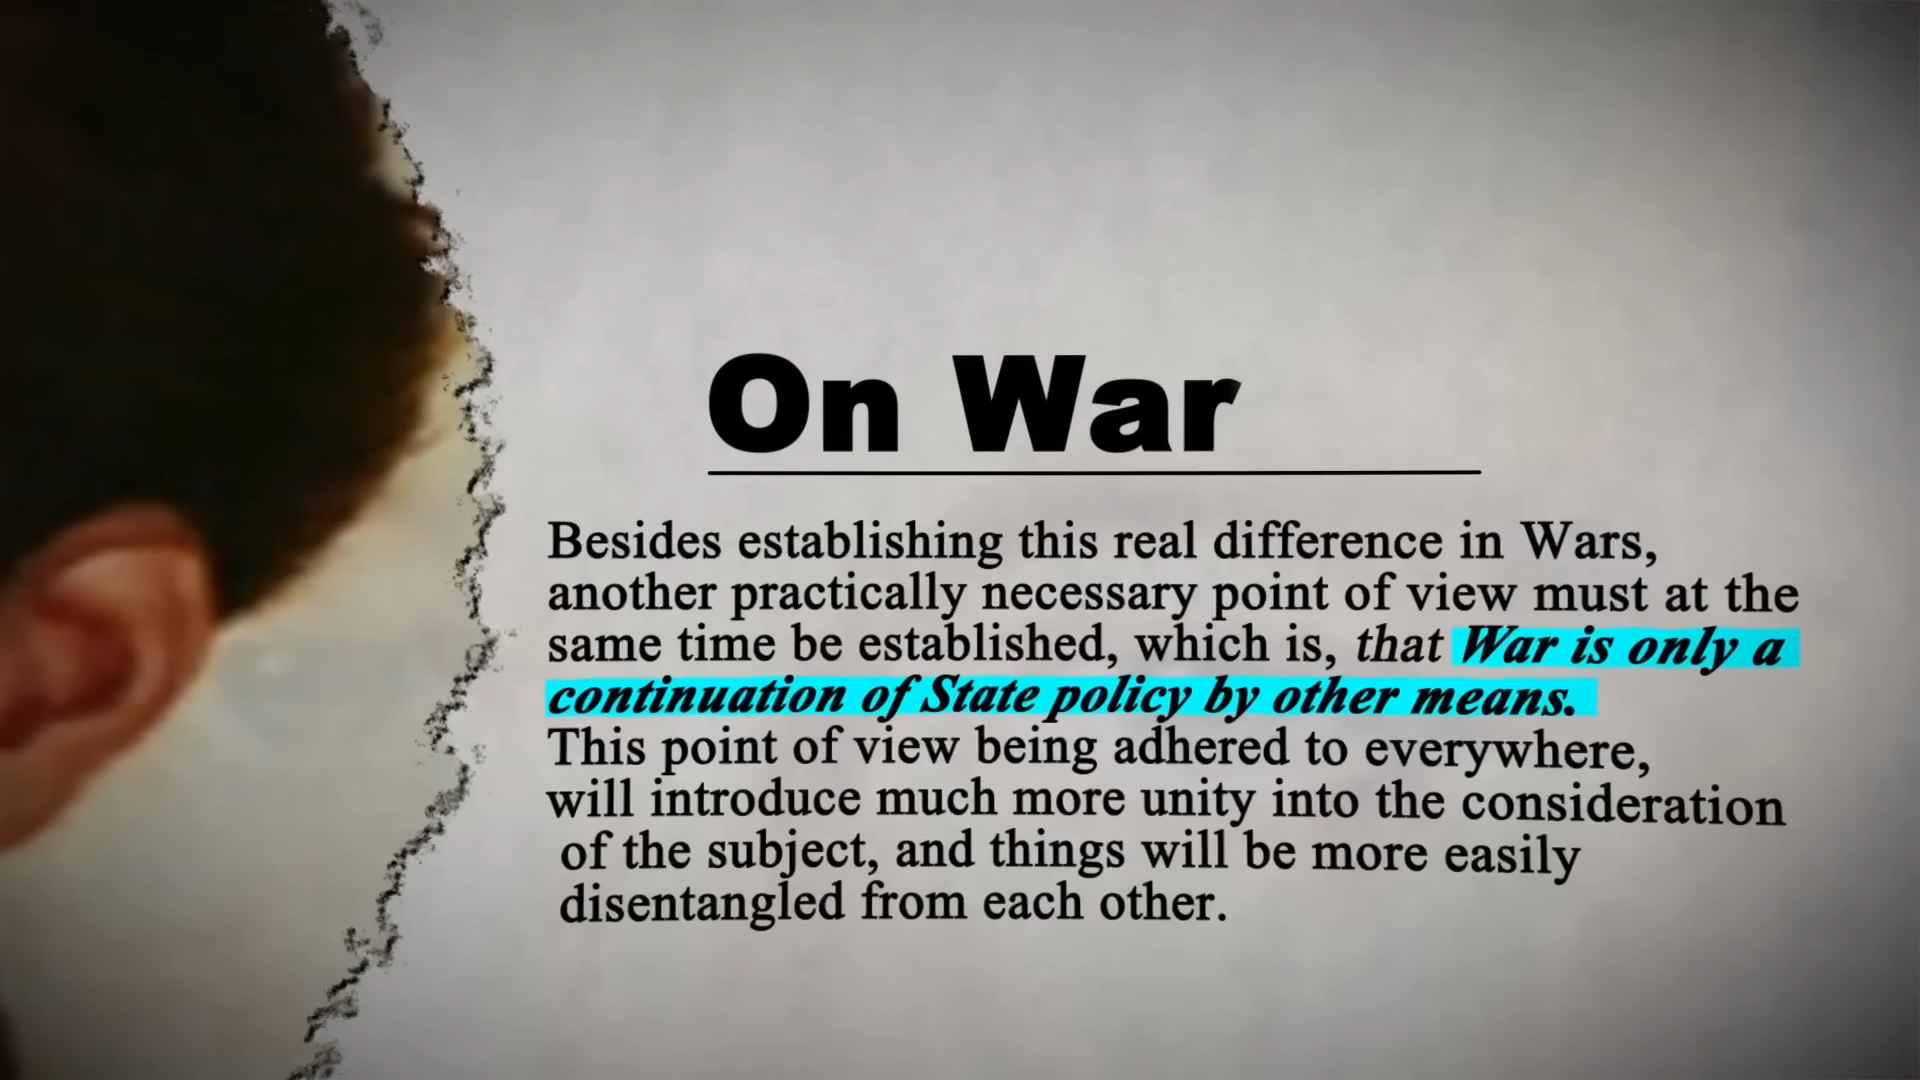 On War
Besides establishing this real difference in Wars,
another practically necessary point of view must at the
same time be established, which is, that War is only a
continuation of State policy by other means.
This point of view being adhered to everywhere,
will introduce much more unity into the consideration
of the subject, and things will be more easily
disentangled from each other.